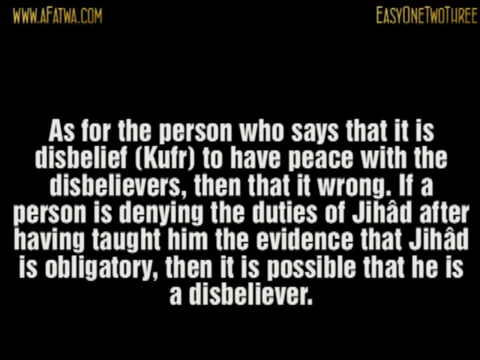 www.aFatwa.com
EasyOneTwoThree
As for the person who says that it is
disbelief (Kufr) to have peace with the
disbelievers, then that it wrong. If a
person is denying the duties of Jihâd after
having taught him the evidence that Jihâd
is obligatory, then it is possible that he is
a disbeliever.